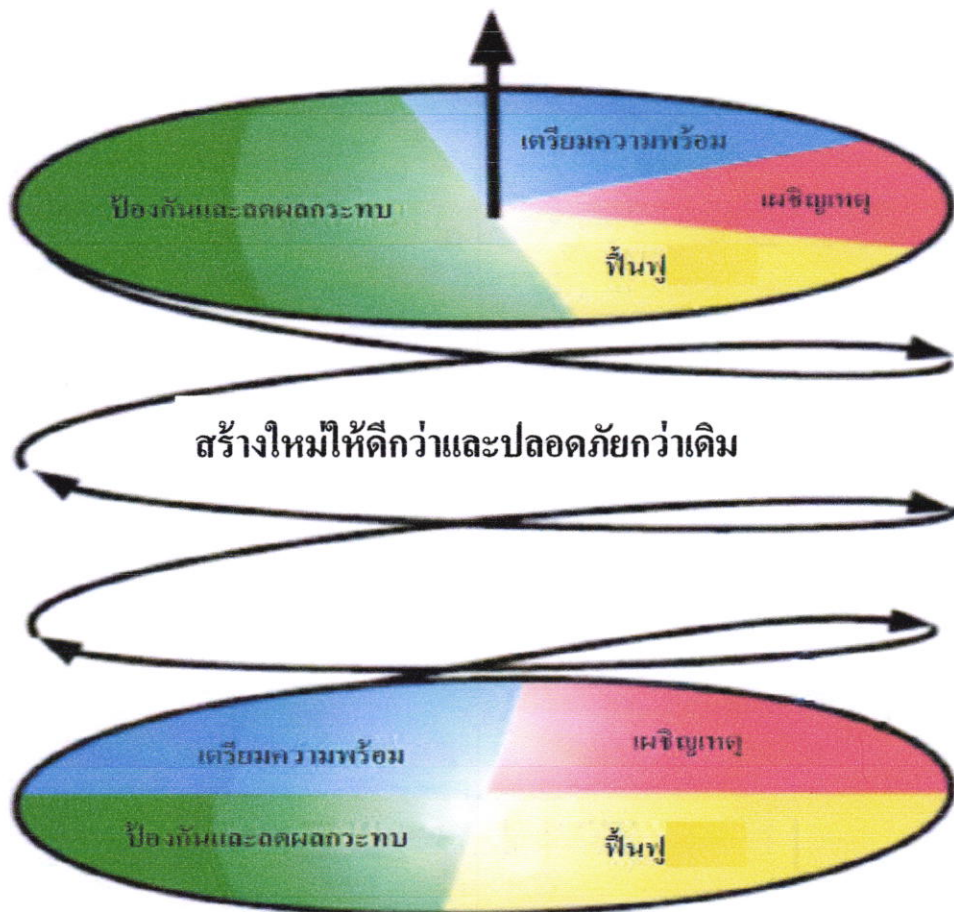 เตรียมความพร้อม
ป้องกันและลดผลกระทบ
เผชิญเหตุ
ฟื้นฟู
สร้างใหม่ให้ดีกว่าและปลอดภัยกว่าเดิม
เตรียมความพร้อม
เผชิญเหตุ
ป้องกันและลดผลกระทบ
ฟื้นฟู